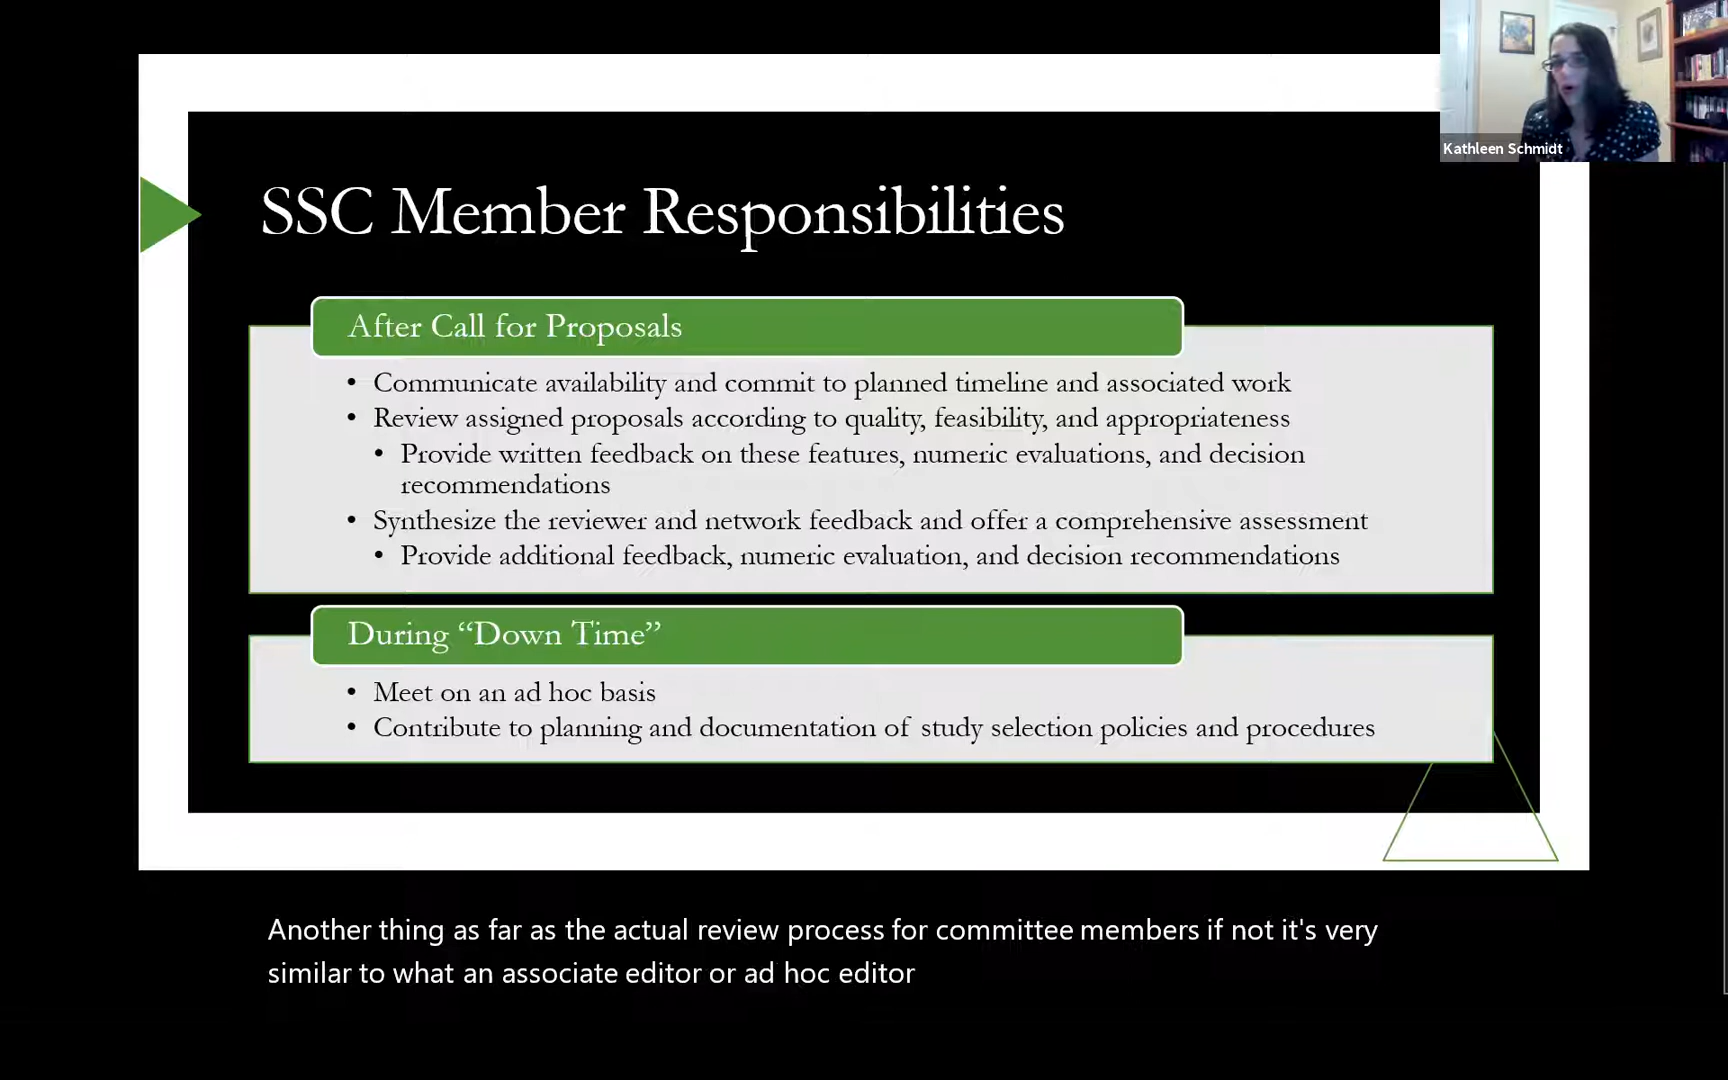 Kathleen Schmidt
SSC Member Responsibilities
After Call for Proposals
• Communicate availability and commit to planned timeline and associated work
• Review assigned proposals according to quality, feasibility, and appropriateness
• Provide written feedback on these features, numeric evaluations, and decision
recommendations
• Synthesize the reviewer and network feedback and offer a comprehensive assessment
• Provide additional feedback, numeric evaluation, and decision recommendations
During “Down Time”
• Meet on an ad hoc basis
• Contribute to planning and documentation of study selection policies and procedures
Another thing as far as the actual review process for committee members if not it's very
similar to what an associate editor or ad hoc editor